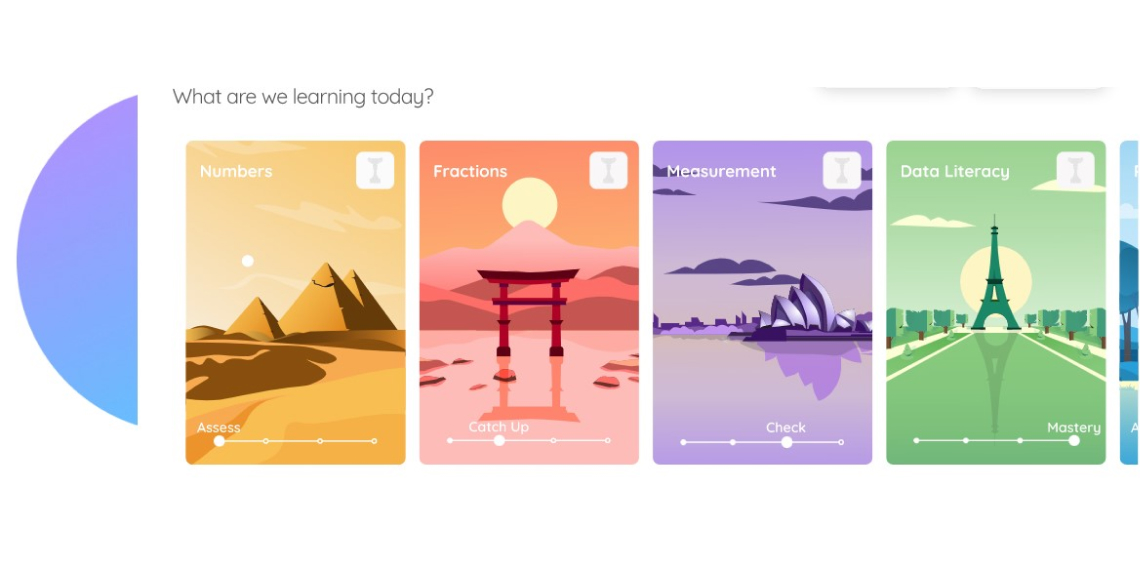 What are we learning today?
Numbers
Fractions
Measurement
Data Literacy
Assess
Catch Up
Check
Mastery